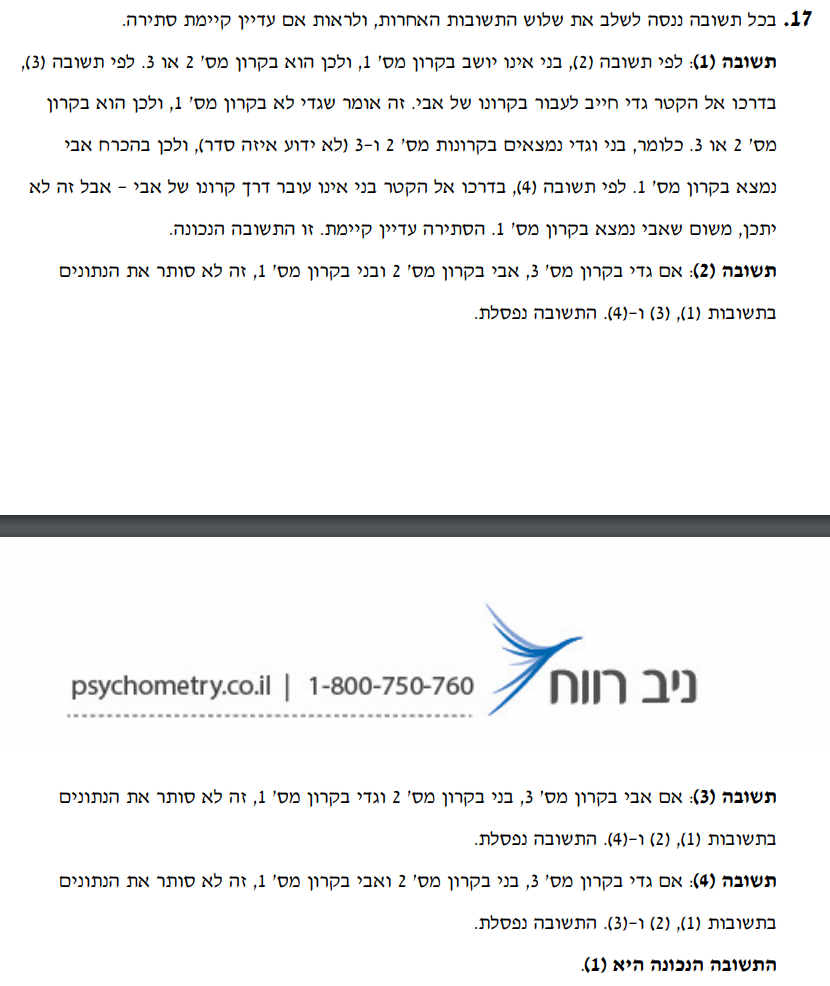 17. בכל תשובה ננסה לשלב את שלוש התשובות האחרות, ולראות אם עדיין קיימת סתירה.
תשובה (1): לפי תשובה (2), בני אינו יושב בקרון מס' 1, ולכן הוא בקרון מס' 2 או 3. לפי תשובה (3),
בדרכו אל הקטר גדי חייב לעבור בקרונו של אבי. זה אומר שגדי לא בקרון מס' 1, ולכן הוא בקרון
מס' 2 או 3. כלומר, בני וגדי נמצאים בקרונות מס' 2 ו-3 (לא ידוע איזה סדר), ולכן בהכרח אבי
נמצא בקרון מס' 1. לפי תשובה (4), בדרכו אל הקטר בני אינו עובר דרך קרונו של אבי - אבל זה לא
יתכן, משום שאבי נמצא בקרון מס' 1. הסתירה עדיין קיימת. זו התשובה הנכונה.
תשובה (2): אם גדי בקרון מס' 3, אבי בקרון מס' 2 ובני בקרון מס' 1, זה לא סותר את הנתונים
בתשובות (1), (3) ו-(4). התשובה נפסלת.
psychometry.co.il | 1-800-750-760
ניב רווח
תשובה (3): אם אבי בקרון מס' 3, בני בקרון מס' 2 וגדי בקרון מס' 1, זה לא סותר את הנתונים
בתשובות (1), (2) ו-(4). התשובה נפסלת.
תשובה (4): אם גדי בקרון מס' 3, בני בקרון מס' 2 ואבי בקרון מס' 1, זה לא סותר את הנתונים
בתשובות (1), (2) ו-(3). התשובה נפסלת.
התשובה הנכונה היא (1).